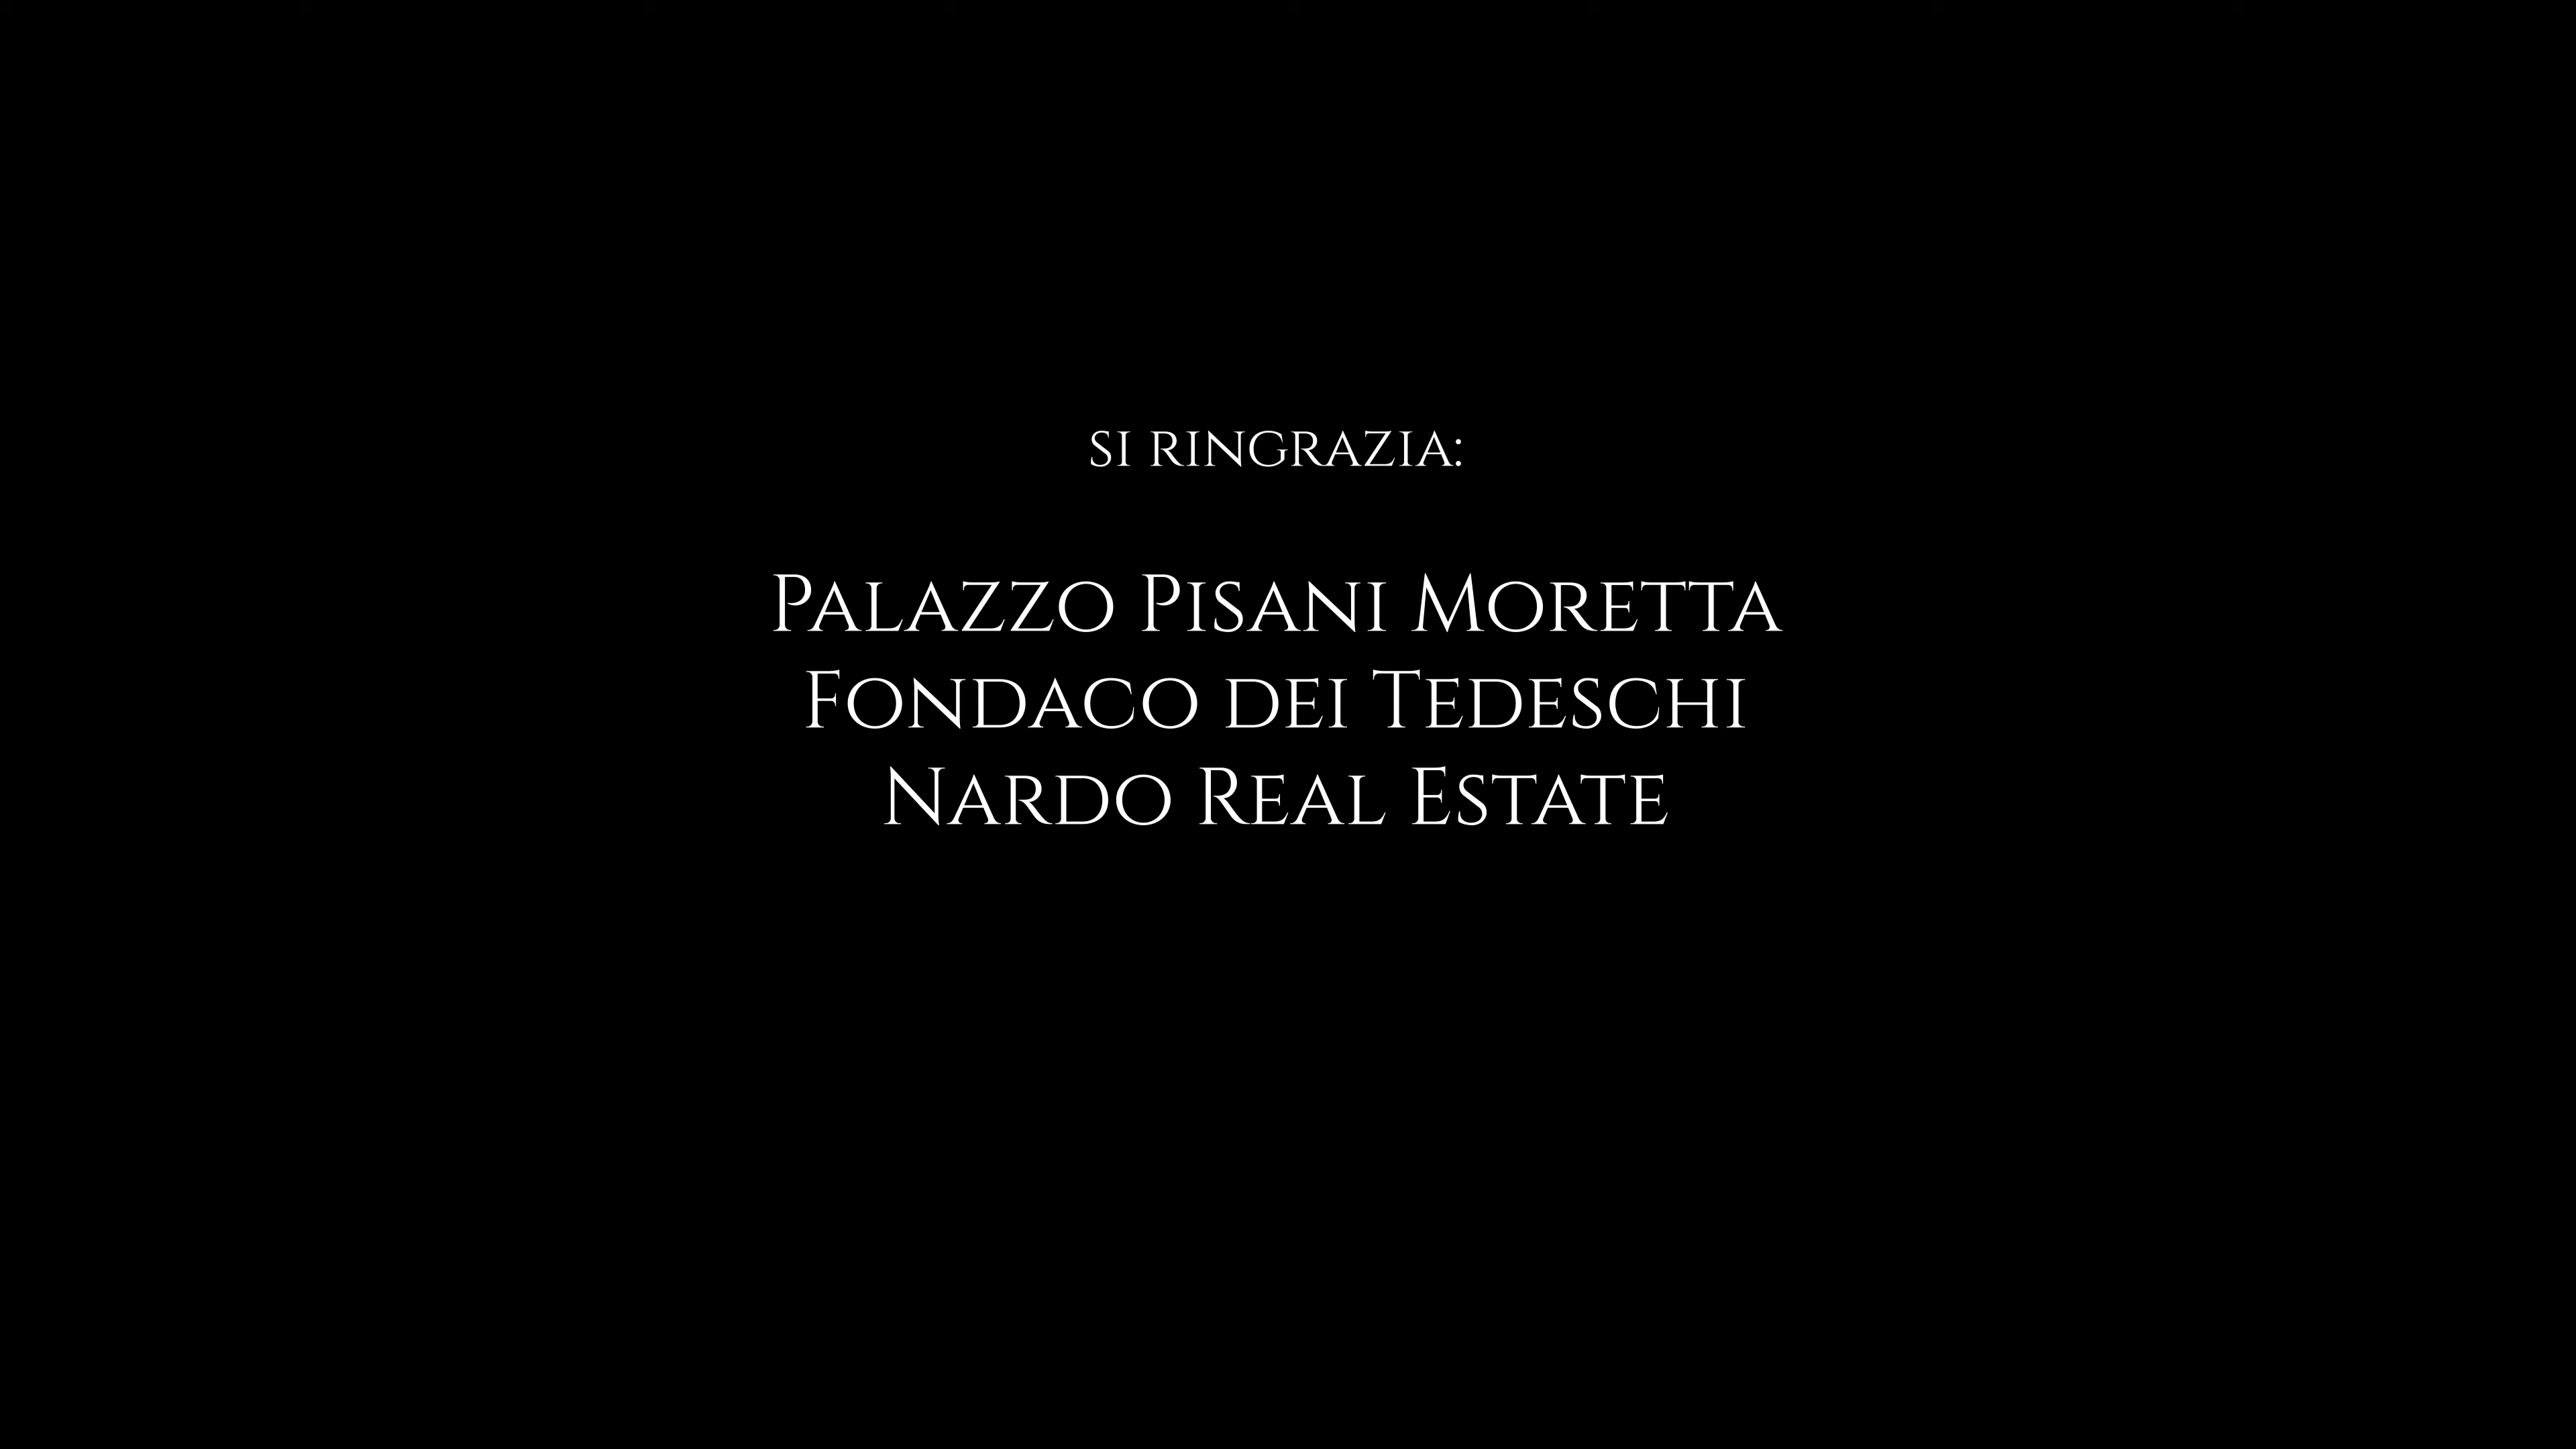 si ringrazia:
Palazzo Pisani Moretta
Fondaco dei Tedeschi
Nardo Real Estate